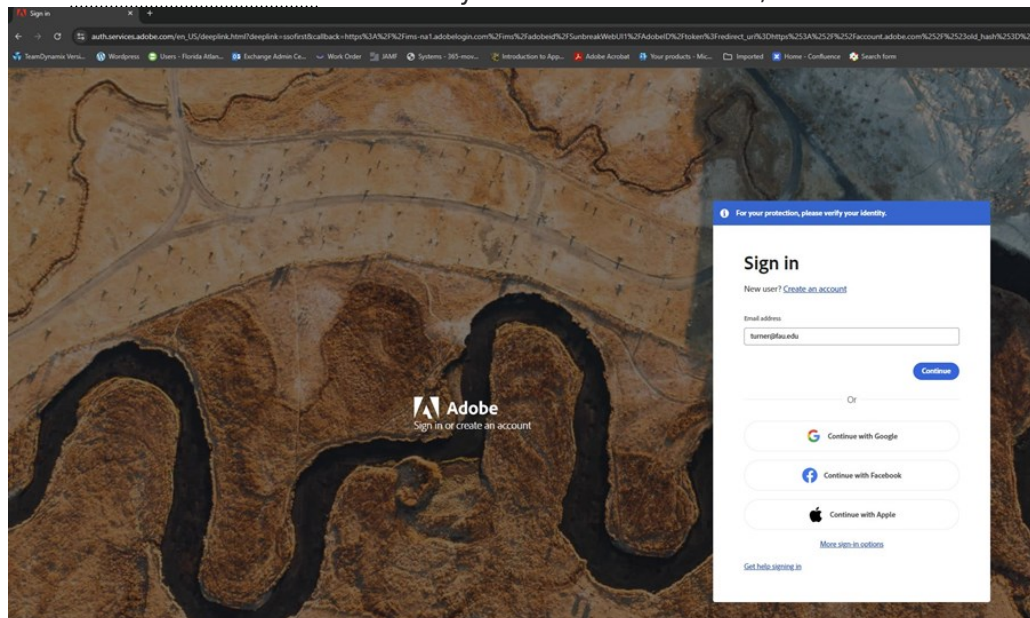 Sign in
auth.services.adobe.com/en_US/deeplink.html?deeplink=ssofirst&callback=https%3A%2F%2Fims-na1.adobelogin.com%2Fims%2Fadobeid%2FSunbreakWebUI1%2FAdobeID%2Ftoken%3Fredirect_uri%3Dhttps%253A%252F%252Faccount.adobe.com%252F%2523old_hash%253D%2
TeamDynamix Versi... Wordpress Users - Florida Atlan... Exchange Admin Ce... Work Order JAMF Systems - 365-mov... Introduction to App... Adobe Acrobat Your products - Mic... Imported Home - Confluence Search form
For your protection, please verify your identity.
Sign in
New user? Create an account
Email address
turner@fau.edu
Continue
Or
Continue with Google
Continue with Facebook
Continue with Apple
More sign-in options
Get help signing in
Adobe
Sign in or create an account